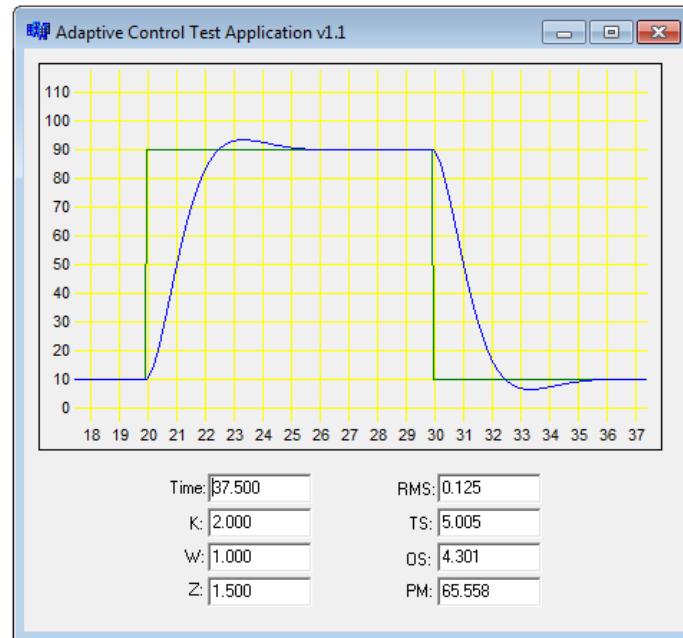 Adaptive Control Test Application v1.1
110
100
90
80
70
60
50
40
30
20
10
0
18 19 20 21 22 23 24 25 26 27 28 29 30 31 32 33 34 35 36 37
Time: 37.500 RMS: 0.125
K: 2.000 TS: 5.005
W: 1.000 OS: 4.301
Z: 1.500 PM: 65.558